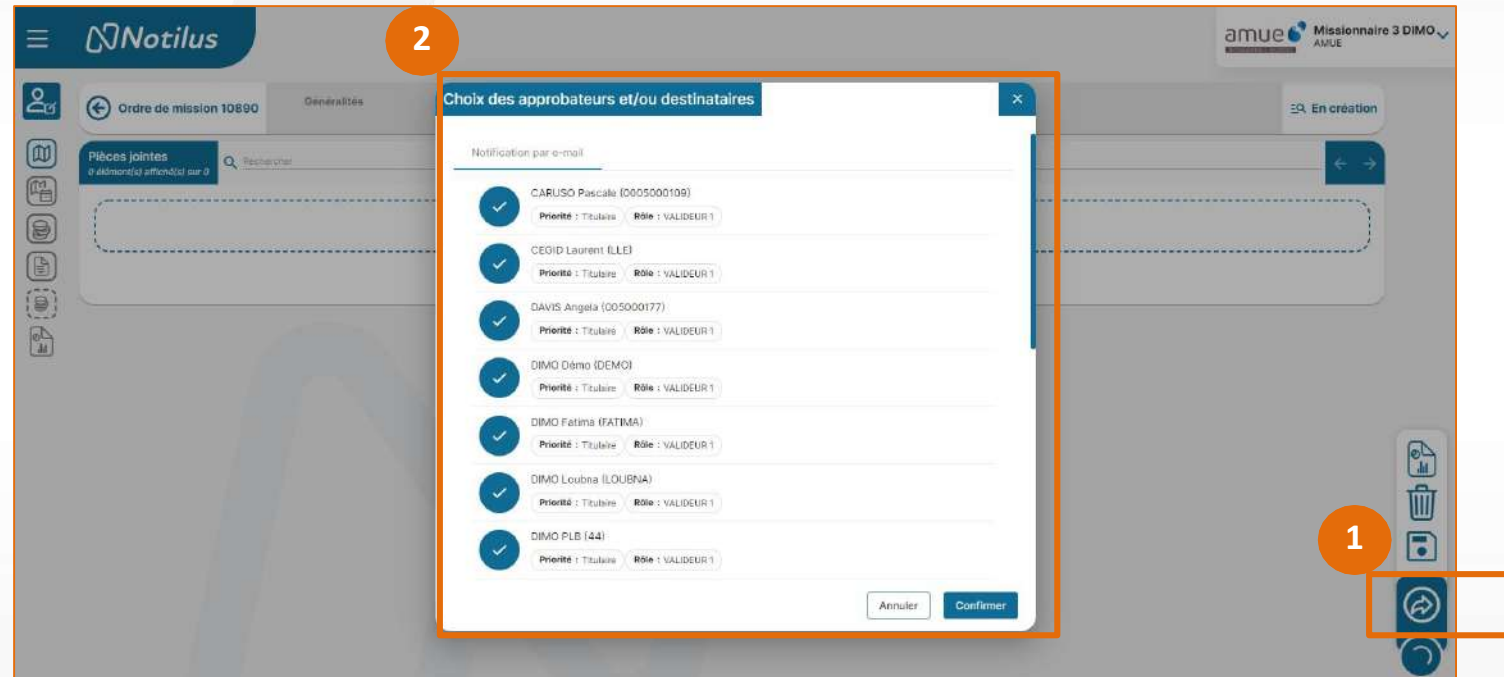 2
Notilus
amue
Missionnaire 3 DIMO
AMUE
Ordre de mission 10890
Généralités
Choix des approbateurs et/ou destinataires
En création
Pièces jointes
0 élément(s) affiché(s) sur 0
Rechercher
Notification par e-mail
CARUSO Pascale (0005000109)
Priorité : Titulaire Rôle : VALIDEUR 1
CEGID Laurent (LLE)
Priorité : Titulaire Rôle : VALIDEUR 1
DAVIS Angela (005000177)
Priorité : Titulaire Rôle : VALIDEUR 1
DIMO Démo (DEMO)
Priorité : Titulaire Rôle : VALIDEUR 1
DIMO Fatima (FATIMA)
Priorité : Titulaire Rôle : VALIDEUR 1
DIMO Loubna (LOUBNA)
Priorité : Titulaire Rôle : VALIDEUR 1
DIMO PLB (44)
Priorité : Titulaire Rôle : VALIDEUR 1
Annuler
Confirmer
1